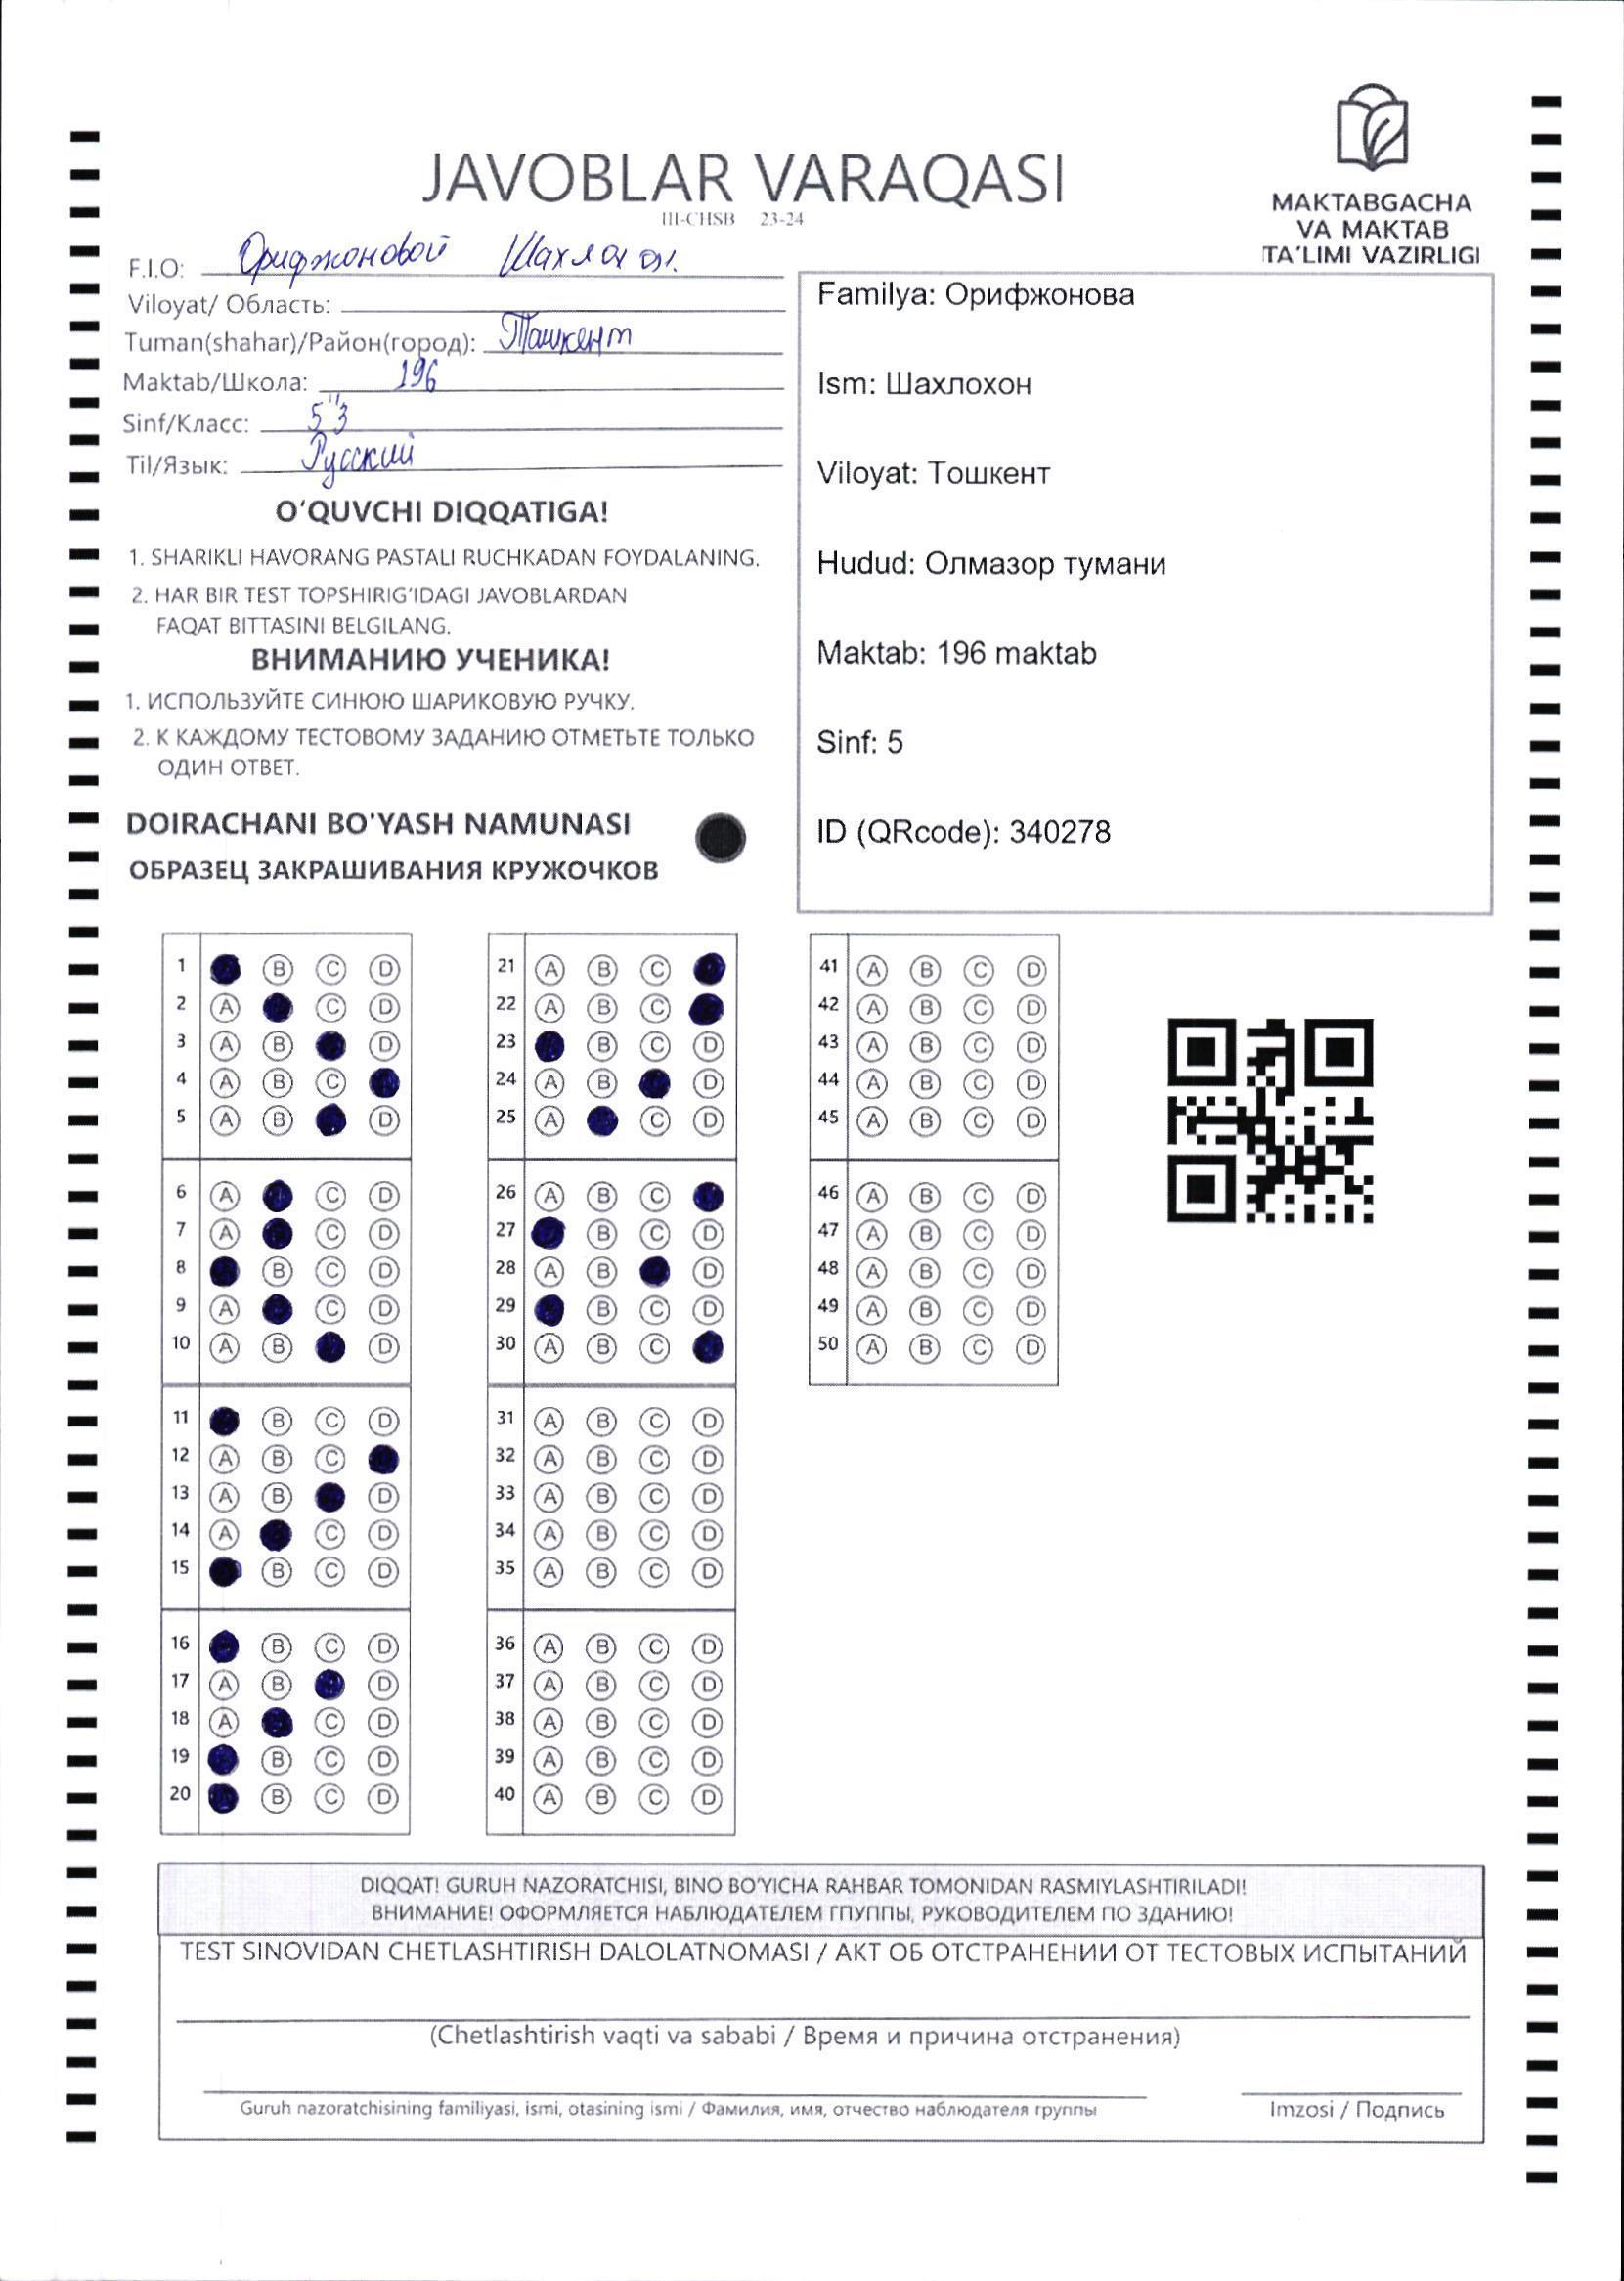 JAVOBLAR VARAQASI
III-CHSB 23-24
MAKTABGACHA
VA MAKTAB
TA'LIMI VAZIRLIGI
F.I.O: Орифжоновой
Viloyat/ Область:
Tuman(shahar)/Район(город): Ташкент
Maktab/Школа: 196
Sinf/Класс: 5 "З
Til/Язык: Русский
O'QUVCHI DIQQATIGA!
1. SHARIKLI HAVORANG PASTALI RUCHKADAN FOYDALANING.
2. HAR BIR TEST TOPSHIRIG'IDAGI JAVOBLARDAN
FAQAT BITTASINI BELGILANG.
ВНИМАНИЮ УЧЕНИКА!
1. ИСПОЛЬЗУЙТЕ СИНЮЮ ШАРИКОВУЮ РУЧКУ.
2. К КАЖДОМУ ТЕСТОВОМУ ЗАДАНИЮ ОТМЕТЬТЕ ТОЛЬКО
ОДИН ОТВЕТ.
DOIRACHANI BO'YASH NAMUNASI
ОБРАЗЕЦ ЗАКРАШИВАНИЯ КРУЖОЧКОВ
Familya: Орифжонова
Ism: Шахлохон
Viloyat: Тошкент
Hudud: Олмазор тумани
Maktab: 196 maktab
Sinf: 5
ID (QRcode): 340278
1 B C D
2 A C D
3 A B D
4 A B C
5 A B D
6 A C D
7 A C D
8 B C D
9 A C D
10 A B D
11 B C D
12 A B C
13 A B D
14 A C D
15 B C D
16 B C D
17 A B D
18 A C D
19 B C D
20 B C D
21 A B C
22 A B C
23 B C D
24 A B D
25 A C D
26 A B C
27 B C D
28 A B D
29 B C D
30 A B C
31 A B C D
32 A B C D
33 A B C D
34 A B C D
35 A B C D
36 A B C D
37 A B C D
38 A B C D
39 A B C D
40 A B C D
41 A B C D
42 A B C D
43 A B C D
44 A B C D
45 A B C D
46 A B C D
47 A B C D
48 A B C D
49 A B C D
50 A B C D
DIQQAT! GURUH NAZORATCHISI, BINO BO'YICHA RAHBAR TOMONIDAN RASMIYLASHTIRILADI!
ВНИМАНИЕ! ОФОРМЛЯЕТСЯ НАБЛЮДАТЕЛЕМ ГПУППЫ, РУКОВОДИТЕЛЕМ ПО ЗДАНИЮ!
TEST SINOVIDAN CHETLASHTIRISH DALOLATNOMASI / АКТ ОБ ОТСТРАНЕНИИ ОТ ТЕСТОВЫХ ИСПЫТАНИЙ
(Chetlashtirish vaqti va sababi / Время и причина отстранения)
Guruh nazoratchisining familiyasi, ismi, otasining ismi / Фамилия, имя, отчество наблюдателя группы
Imzosi / Подпись